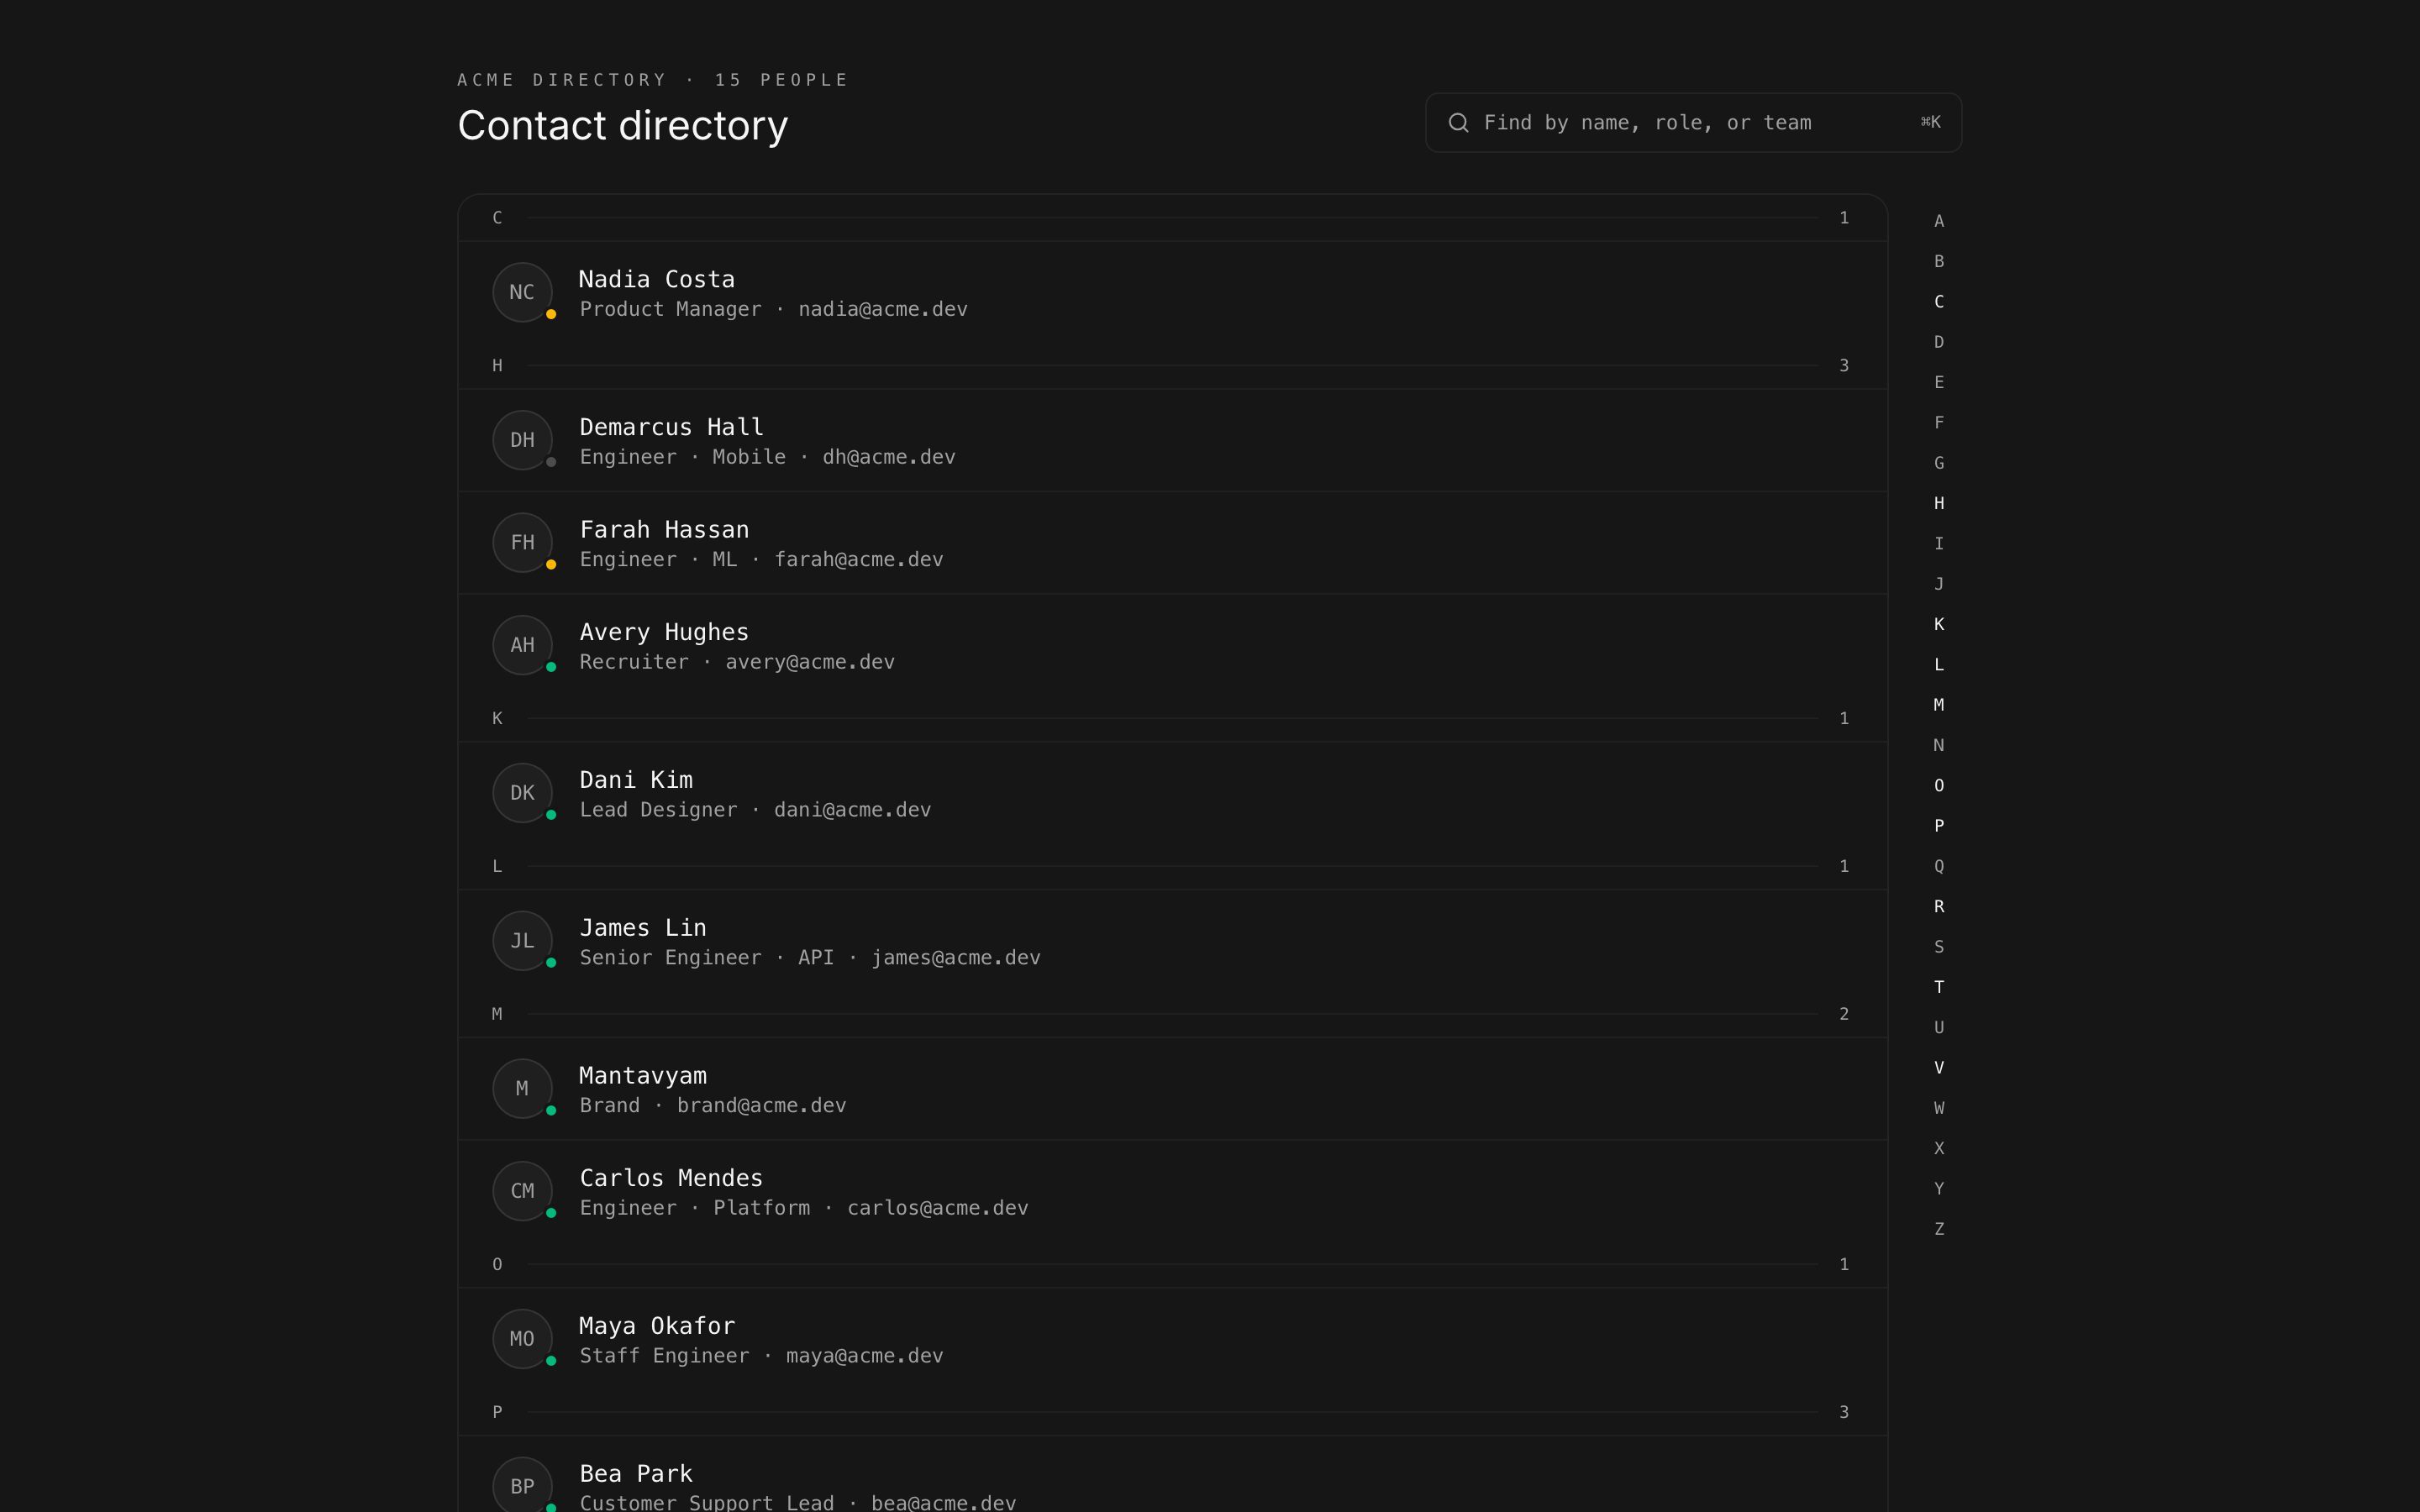 ACME DIRECTORY · 15 PEOPLE
Contact directory
Find by name, role, or team ⌘K
C 1
NC
Nadia Costa
Product Manager · nadia@acme.dev
H 3
DH
Demarcus Hall
Engineer · Mobile · dh@acme.dev
FH
Farah Hassan
Engineer · ML · farah@acme.dev
AH
Avery Hughes
Recruiter · avery@acme.dev
K 1
DK
Dani Kim
Lead Designer · dani@acme.dev
L 1
JL
James Lin
Senior Engineer · API · james@acme.dev
M 2
M
Mantavyam
Brand · brand@acme.dev
CM
Carlos Mendes
Engineer · Platform · carlos@acme.dev
O 1
MO
Maya Okafor
Staff Engineer · maya@acme.dev
P 3
BP
Bea Park
Customer Support Lead · bea@acme.dev
A
B
C
D
E
F
G
H
I
J
K
L
M
N
O
P
Q
R
S
T
U
V
W
X
Y
Z